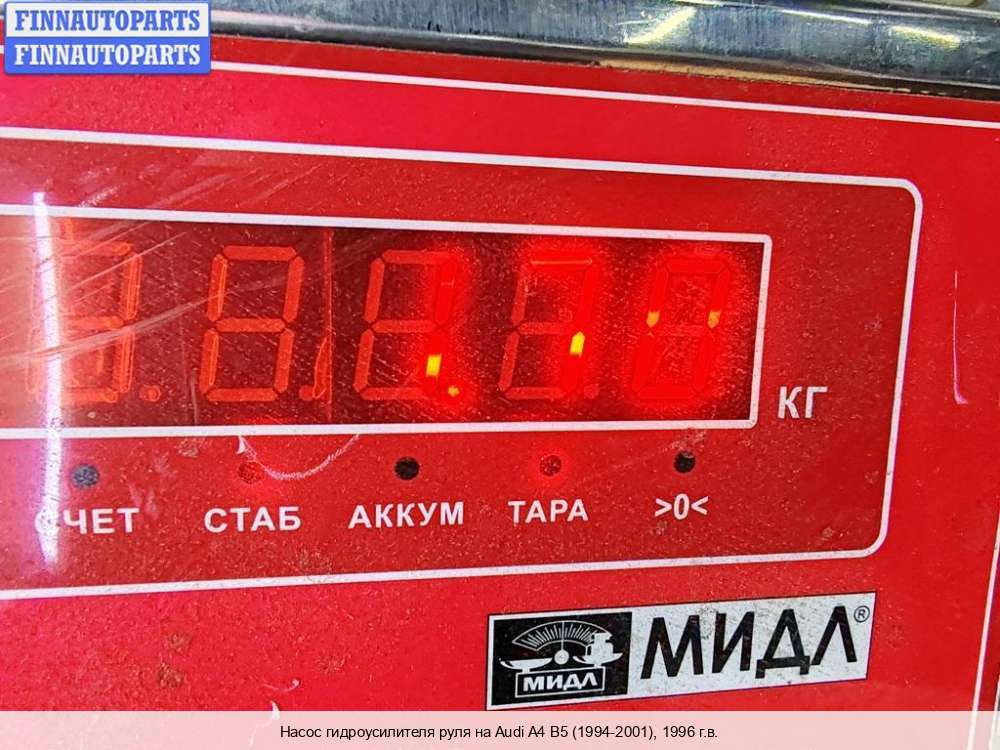 FINNAUTOPARTS
FINNAUTOPARTS
КГ
СЧЕТ СТАБ АККУМ ТАРА >0<
МИДЛ МИДЛ®
Насос гидроусилителя руля на Audi A4 B5 (1994-2001), 1996 г.в.